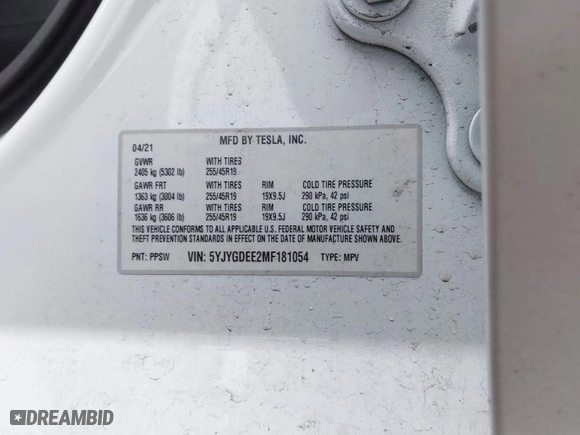 04/21 MFD BY TESLA, INC.
GVWR WITH TIRES
2405 kg (5302 lb) 255/45R19
GAWR FRT WITH TIRES RIM COLD TIRE PRESSURE
1363 kg (3004 lb) 255/45R19 19X9.5J 290 kPa, 42 psi
GAWR RR WITH TIRES RIM COLD TIRE PRESSURE
1636 kg (3606 lb) 255/45R19 19X9.5J 290 kPa, 42 psi
THIS VEHICLE CONFORMS TO ALL APPLICABLE U.S. FEDERAL MOTOR VEHICLE SAFETY AND
THEFT PREVENTION STANDARDS IN EFFECT ON THE DATE OF MANUFACTURE SHOWN ABOVE.
PNT: PPSW VIN: 5YJYGDEE2MF181054 TYPE: MPV
DREAMBID